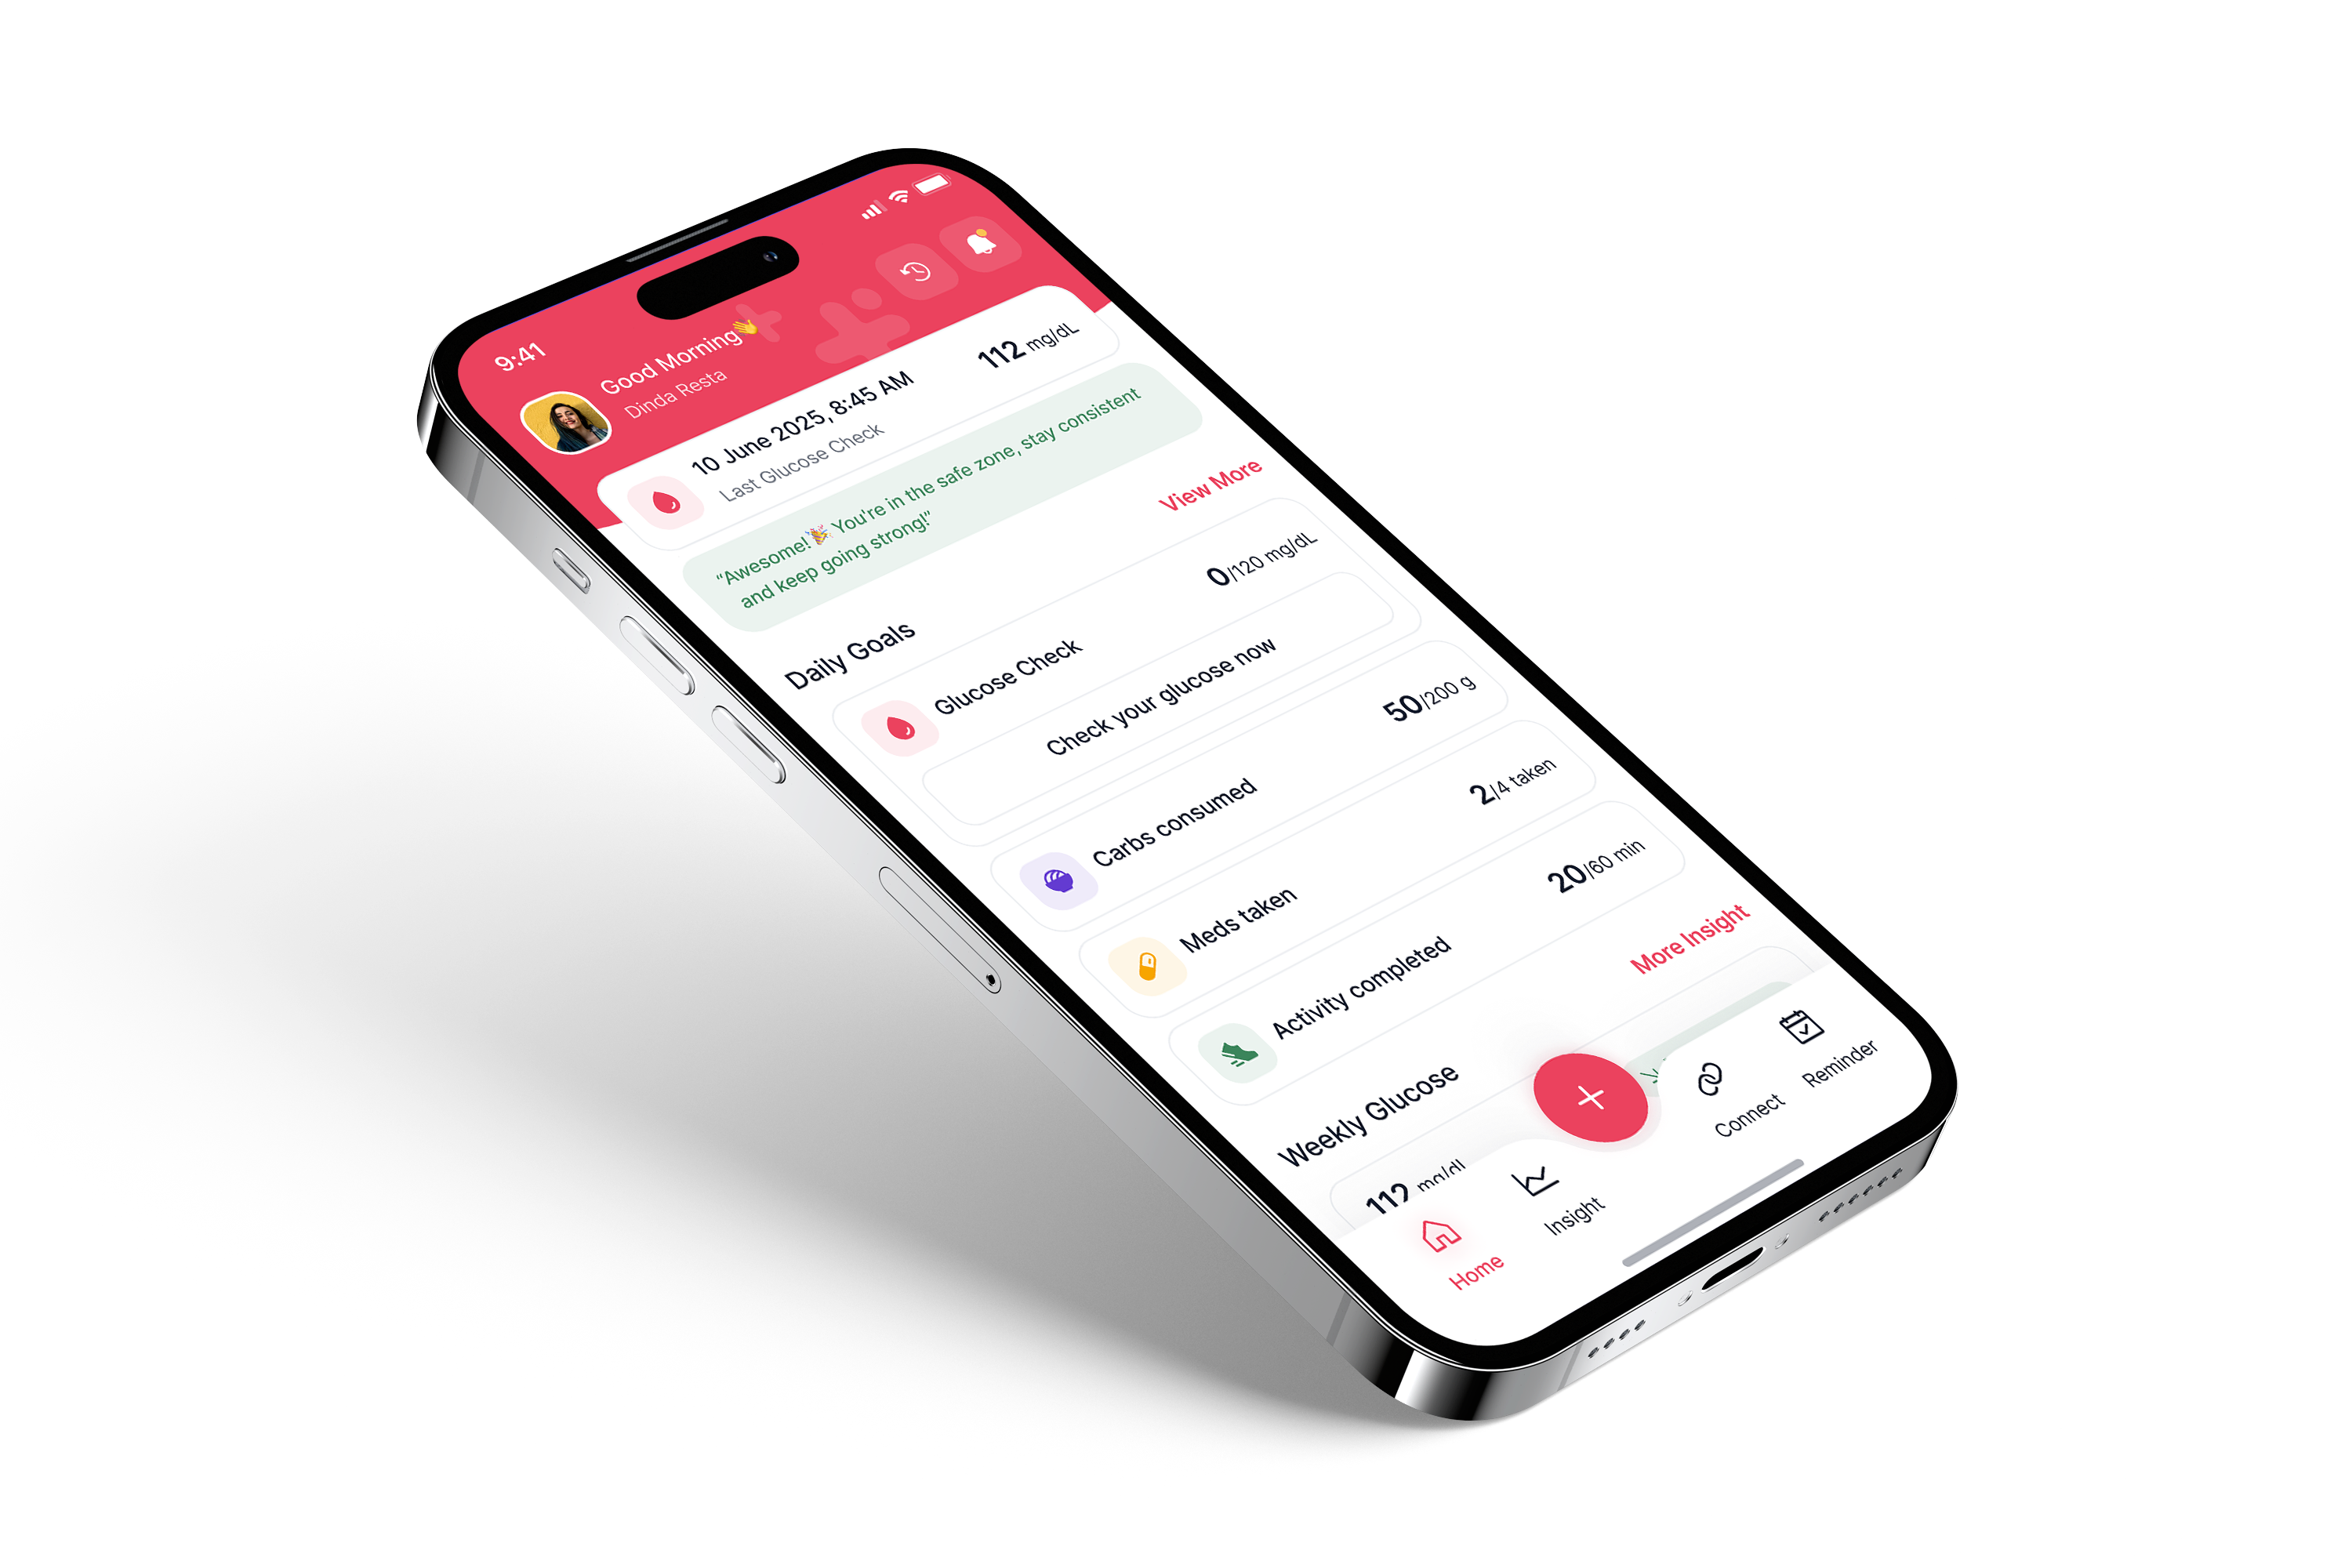 9:41
Good Morning👋
Dinda Resta
10 June 2025, 8:45 AM
112 mg/dL
Last Glucose Check
“Awesome!🎉 You're in the safe zone, stay consistent
and keep going strong!”
Daily Goals
View More
Glucose Check
0/120 mg/dL
Check your glucose now
Carbs consumed
50/200 g
Meds taken
2/4 taken
Activity completed
20/60 min
Weekly Glucose
More Insight
112 mg/dL
Home
Insight
Connect
Reminder